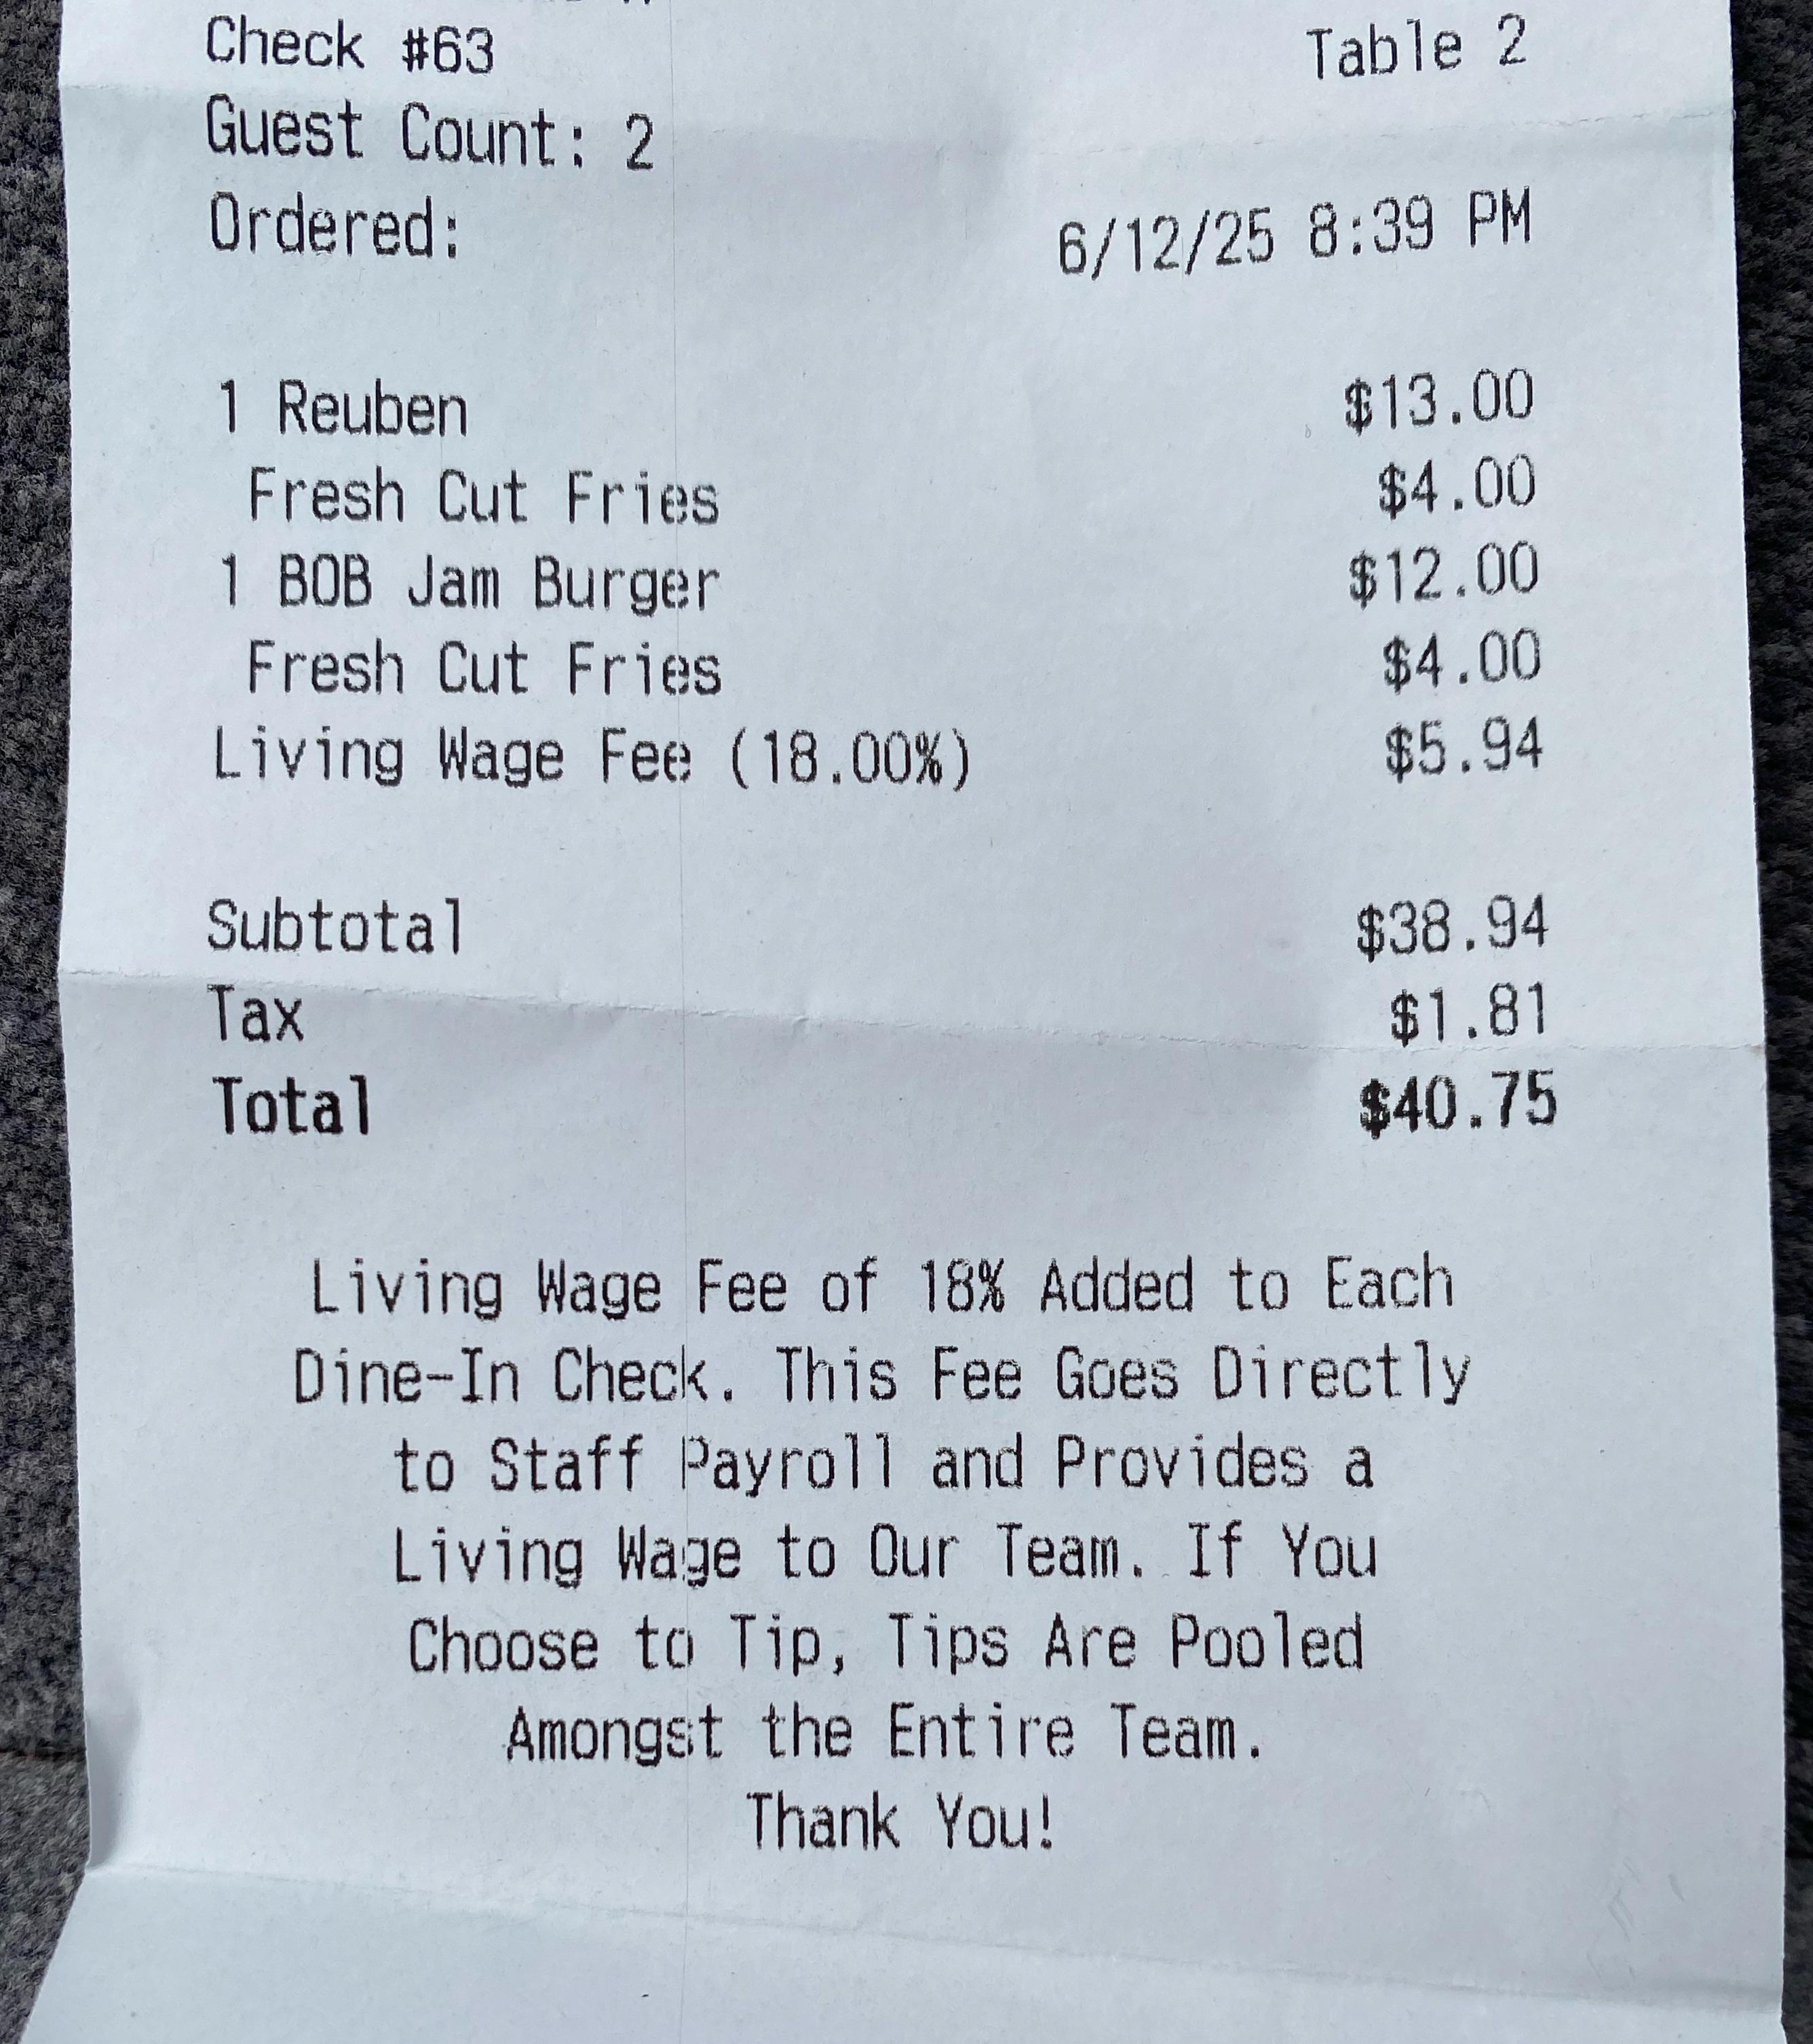 Check #63 Table 2
Guest Count: 2
Ordered: 6/12/25 8:39 PM
1 Reuben $13.00
Fresh Cut Fries $4.00
1 BOB Jam Burger $12.00
Fresh Cut Fries $4.00
Living Wage Fee (18.00%) $5.94
Subtotal $38.94
Tax $1.81
Total $40.75
Living Wage Fee of 18% Added to Each
Dine-In Check. This Fee Goes Directly
to Staff Payroll and Provides a
Living Wage to Our Team. If You
Choose to Tip, Tips Are Pooled
Amongst the Entire Team.
Thank You!